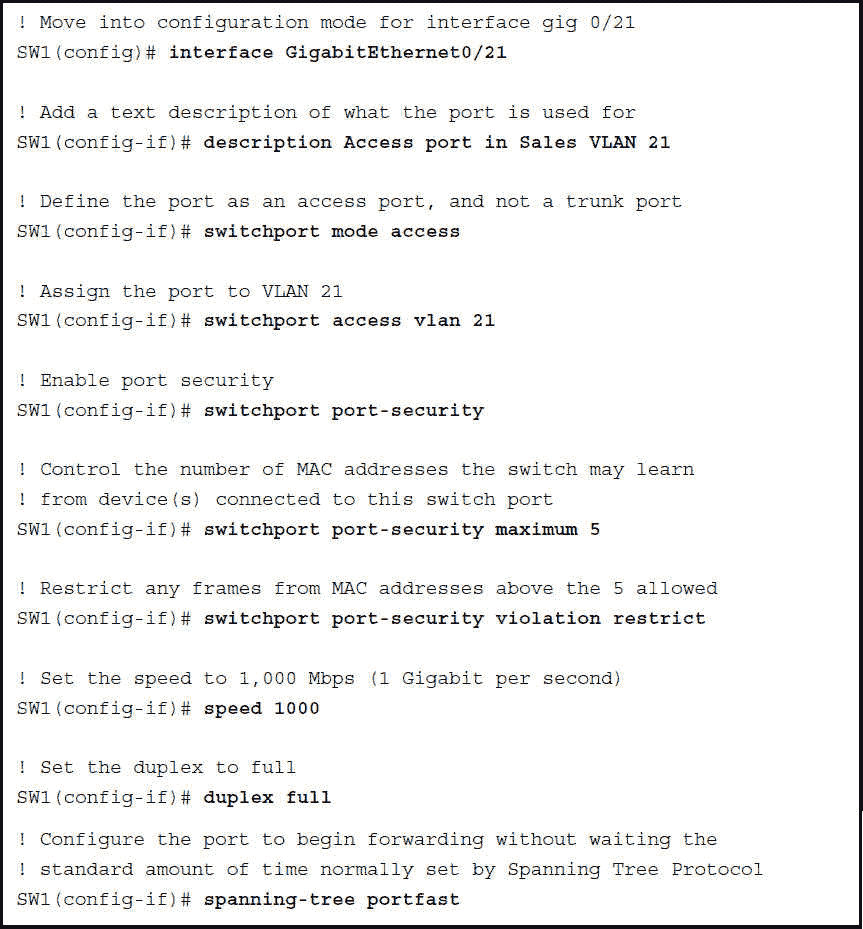 ! Move into configuration mode for interface gig 0/21
SW1(config)# interface GigabitEthernet0/21
! Add a text description of what the port is used for
SW1(config-if)# description Access port in Sales VLAN 21
! Define the port as an access port, and not a trunk port
SW1(config-if)# switchport mode access
! Assign the port to VLAN 21
SW1(config-if)# switchport access vlan 21
! Enable port security
SW1(config-if)# switchport port-security
! Control the number of MAC addresses the switch may learn
! from device(s) connected to this switch port
SW1(config-if)# switchport port-security maximum 5
! Restrict any frames from MAC addresses above the 5 allowed
SW1(config-if)# switchport port-security violation restrict
! Set the speed to 1,000 Mbps (1 Gigabit per second)
SW1(config-if)# speed 1000
! Set the duplex to full
SW1(config-if)# duplex full
! Configure the port to begin forwarding without waiting the
! standard amount of time normally set by Spanning Tree Protocol
SW1(config-if)# spanning-tree portfast